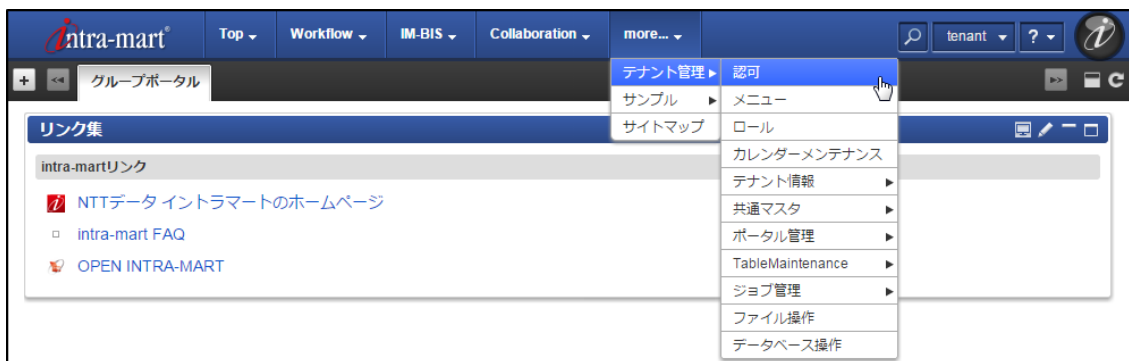 intra-mart® Top Workflow IM-BIS Collaboration more... tenant ?
グループポータル
テナント管理
サンプル
サイトマップ
認可
メニュー
ロール
カレンダーメンテナンス
テナント情報
共通マスタ
ポータル管理
TableMaintenance
ジョブ管理
ファイル操作
データベース操作
リンク集
intra-martリンク
NTTデータ イントラマートのホームページ
intra-mart FAQ
OPEN INTRA-MART